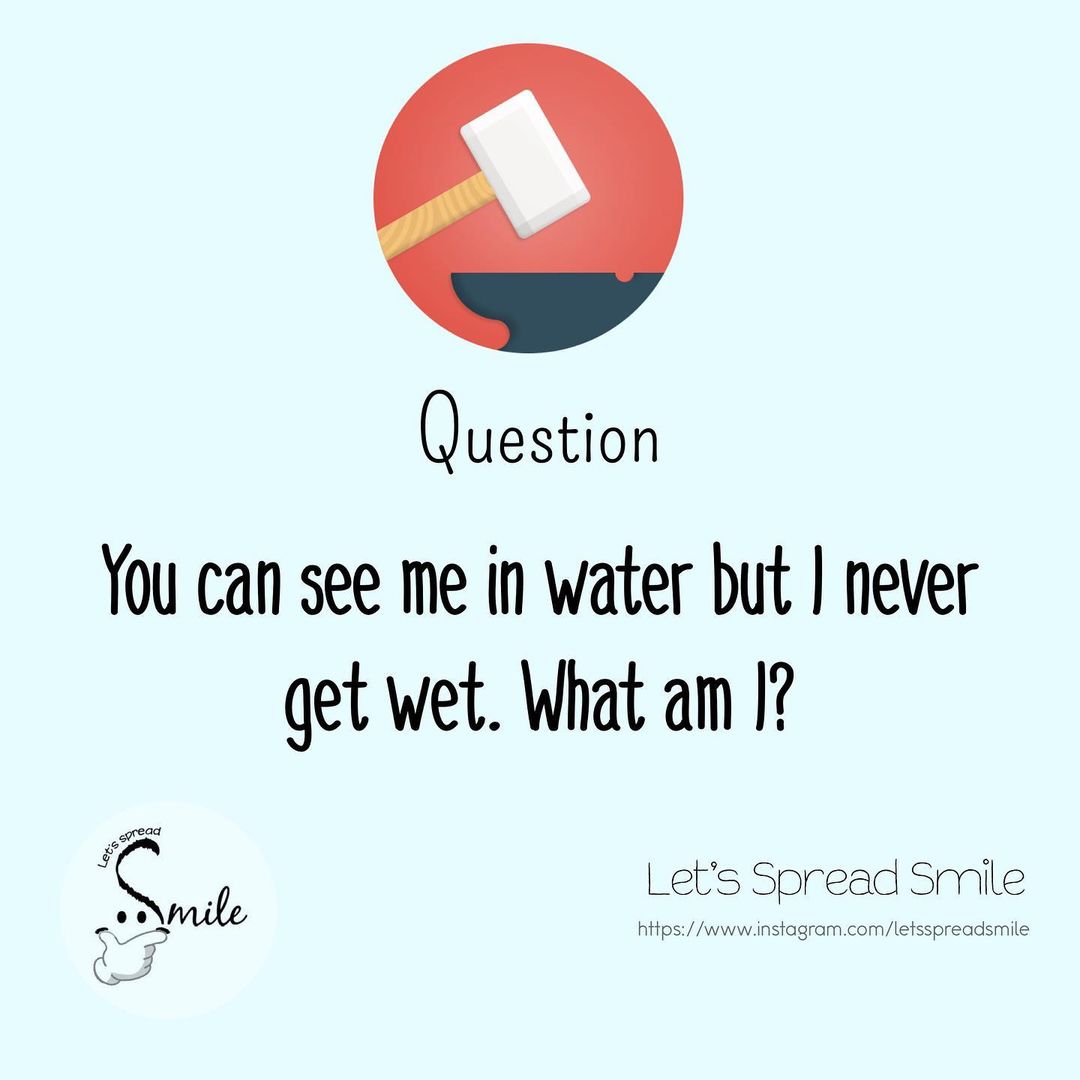 Question
You can see me in water but I never
get wet. What am I?
Let's spread
Smile
Let's Spread Smile
https://www.instagram.com/letsspreadsmile